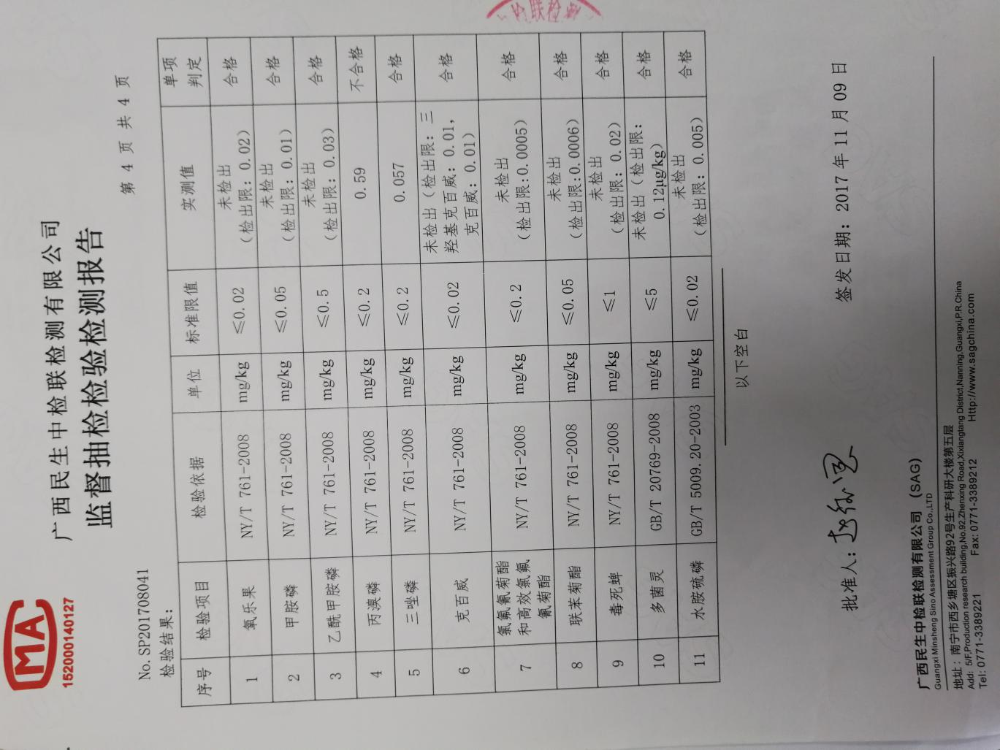 MA
152000140127
广西民生中检联检测有限公司
监督抽检检验检测报告
第 4 页 共 4 页
No. SP201708041
检验结果：
序号 检验项目 检验依据 单位 标准限值 实测值 单项判定
1 氧乐果 NY/T 761-2008 mg/kg ≤0.02 未检出（检出限：0.02） 合格
2 甲胺磷 NY/T 761-2008 mg/kg ≤0.05 未检出（检出限：0.01） 合格
3 乙酰甲胺磷 NY/T 761-2008 mg/kg ≤0.5 未检出（检出限：0.03） 合格
4 丙溴磷 NY/T 761-2008 mg/kg ≤0.2 0.59 不合格
5 三唑磷 NY/T 761-2008 mg/kg ≤0.2 0.057 合格
6 克百威 NY/T 761-2008 mg/kg ≤0.02 未检出（检出限：三羟基克百威：0.01，克百威：0.01） 合格
7 氯氟氰菊酯和高效氯氟氰菊酯 NY/T 761-2008 mg/kg ≤0.2 未检出（检出限:0.0005） 合格
8 联苯菊酯 NY/T 761-2008 mg/kg ≤0.05 未检出（检出限:0.0006） 合格
9 毒死蜱 NY/T 761-2008 mg/kg ≤1 未检出（检出限：0.02） 合格
10 多菌灵 GB/T 20769-2008 mg/kg ≤5 未检出（检出限：0.12μg/kg） 合格
11 水胺硫磷 GB/T 5009.20-2003 mg/kg ≤0.02 未检出（检出限：0.005） 合格
以下空白
批准人：
签发日期：2017 年 11 月 09 日
广西民生中检联检测有限公司（SAG）
Guangxi Minsheng Sino Assessment Group Co.,LTD
地址：南宁市西乡塘区振兴路92号生产科研大楼第五层
Add: 5/F,Production research building,No.92,Zhenxing Road,Xixiangtang District,Nanning,Guangxi,P.R.China
Tel: 0771-3389221 Fax: 0771-3389212 Http://www.sagchina.com